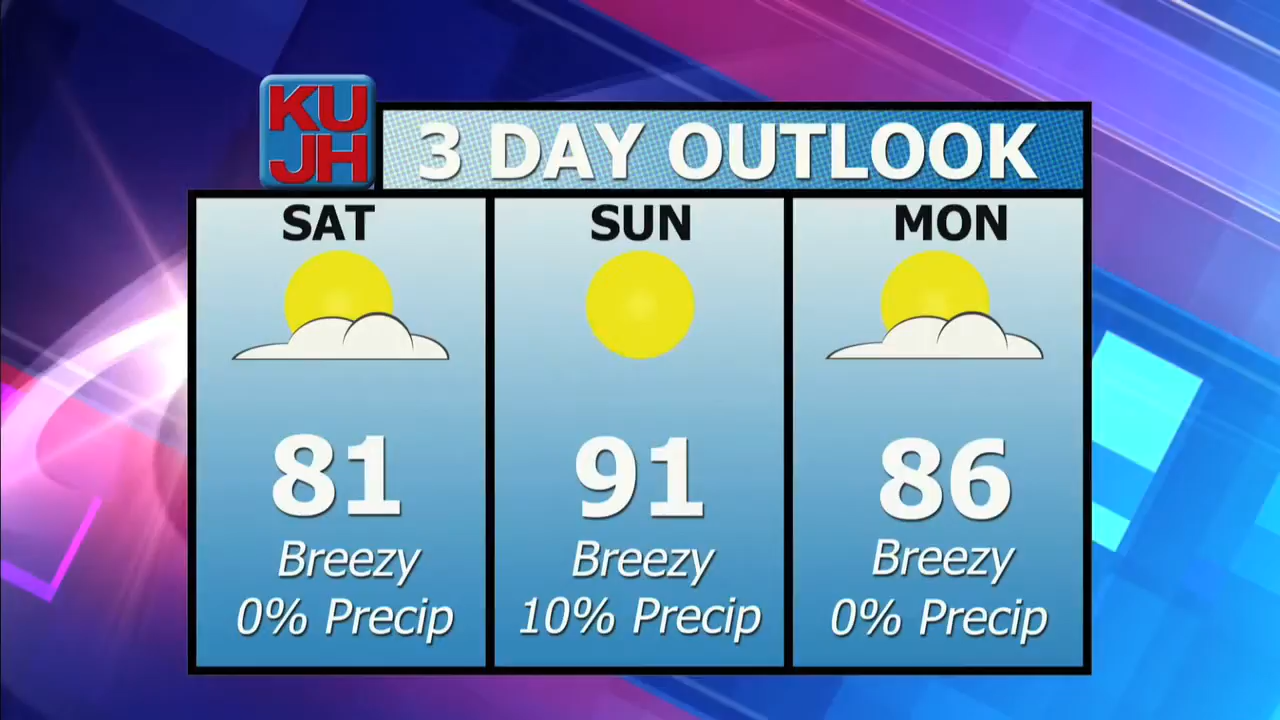 KU
JH
3 DAY OUTLOOK
SAT
81
Breezy
0% Precip
SUN
91
Breezy
10% Precip
MON
86
Breezy
0% Precip